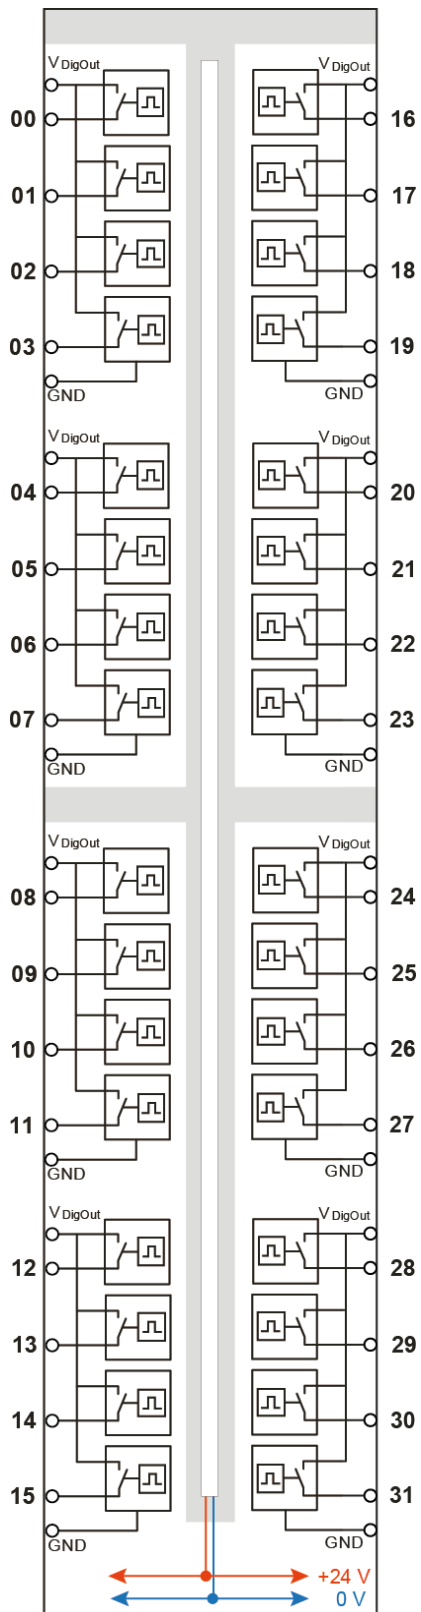 V DigOut V DigOut
00 16
01 17
02 18
03 19
GND GND
V DigOut V DigOut
04 20
05 21
06 22
07 23
GND GND
V DigOut V DigOut
08 24
09 25
10 26
11 27
GND GND
V DigOut V DigOut
12 28
13 29
14 30
15 31
GND GND
+24 V
0 V